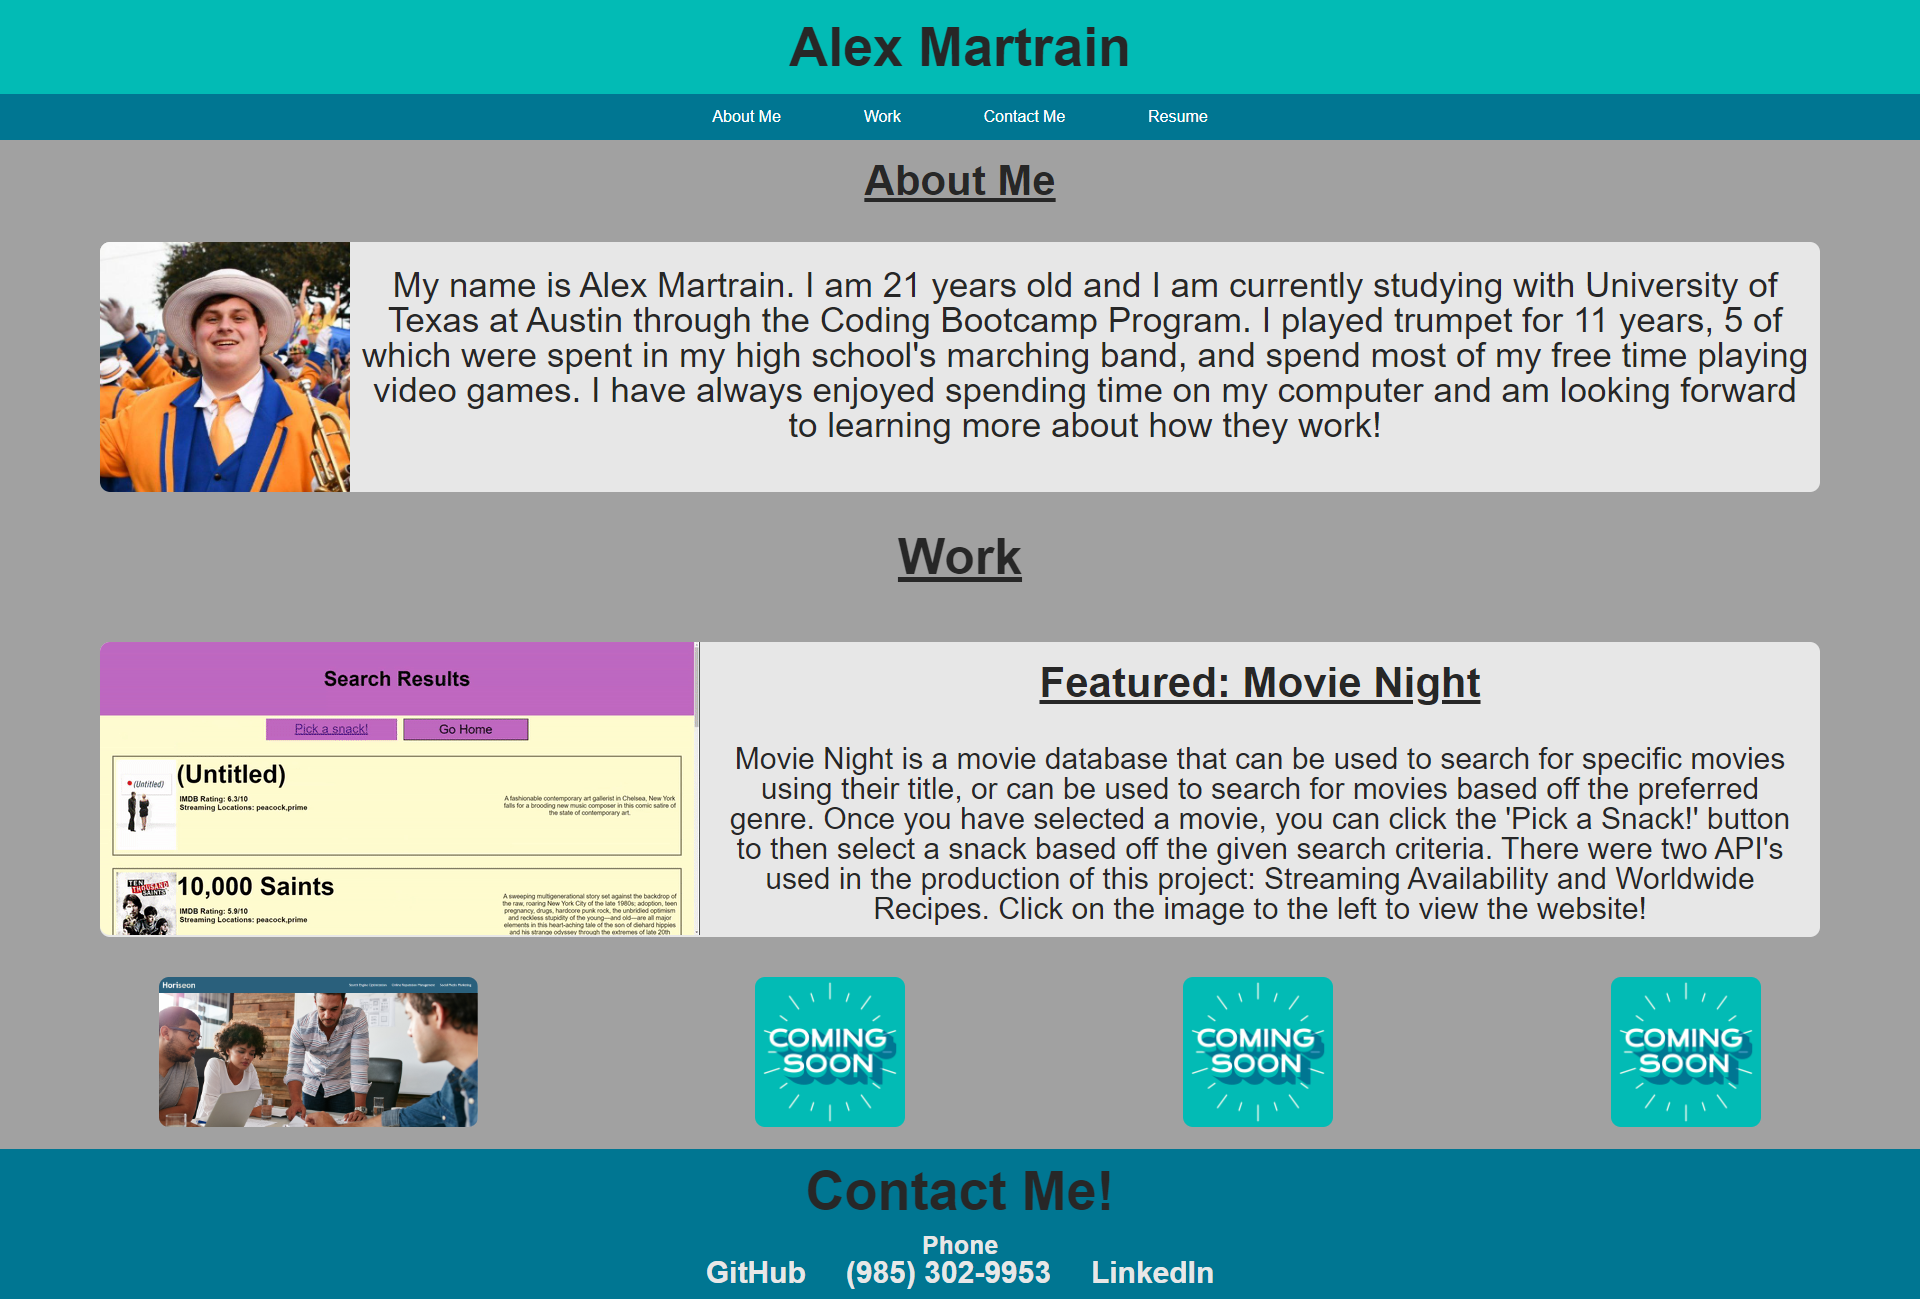 Alex Martrain
About Me Work Contact Me Resume
About Me
My name is Alex Martrain. I am 21 years old and I am currently studying with University of
Texas at Austin through the Coding Bootcamp Program. I played trumpet for 11 years, 5 of
which were spent in my high school's marching band, and spend most of my free time playing
video games. I have always enjoyed spending time on my computer and am looking forward
to learning more about how they work!
Work
Search Results
Pick a snack! Go Home
(Untitled)
(Untitled)
IMDB Rating: 6.3/10
Streaming Locations: peacock,prime
A fashionable contemporary art gallerist in Chelsea, New York
falls for a brooding new music composer in this comic satire of
the state of contemporary art.
TEN
THOUSAND
SAINTS
10,000 Saints
IMDB Rating: 5.9/10
Streaming Locations: peacock,prime
A sweeping multigenerational story set against the backdrop of
the raw, roaring New York City of the late 1980s; adoption, teen
pregnancy, drugs, hardcore punk rock, the unbridled optimism
and reckless stupidity of the young—and old—are all major
elements in this heart-aching tale of the son of diehard hippies
and his strange odyssey through the extremes of late 20th
Featured: Movie Night
Movie Night is a movie database that can be used to search for specific movies
using their title, or can be used to search for movies based off the preferred
genre. Once you have selected a movie, you can click the 'Pick a Snack!' button
to then select a snack based off the given search criteria. There were two API's
used in the production of this project: Streaming Availability and Worldwide
Recipes. Click on the image to the left to view the website!
Horiseon Search Engine Optimization Online Reputation Management Social Media Marketing
COMING
SOON
COMING
SOON
COMING
SOON
Contact Me!
Phone
GitHub (985) 302-9953 LinkedIn